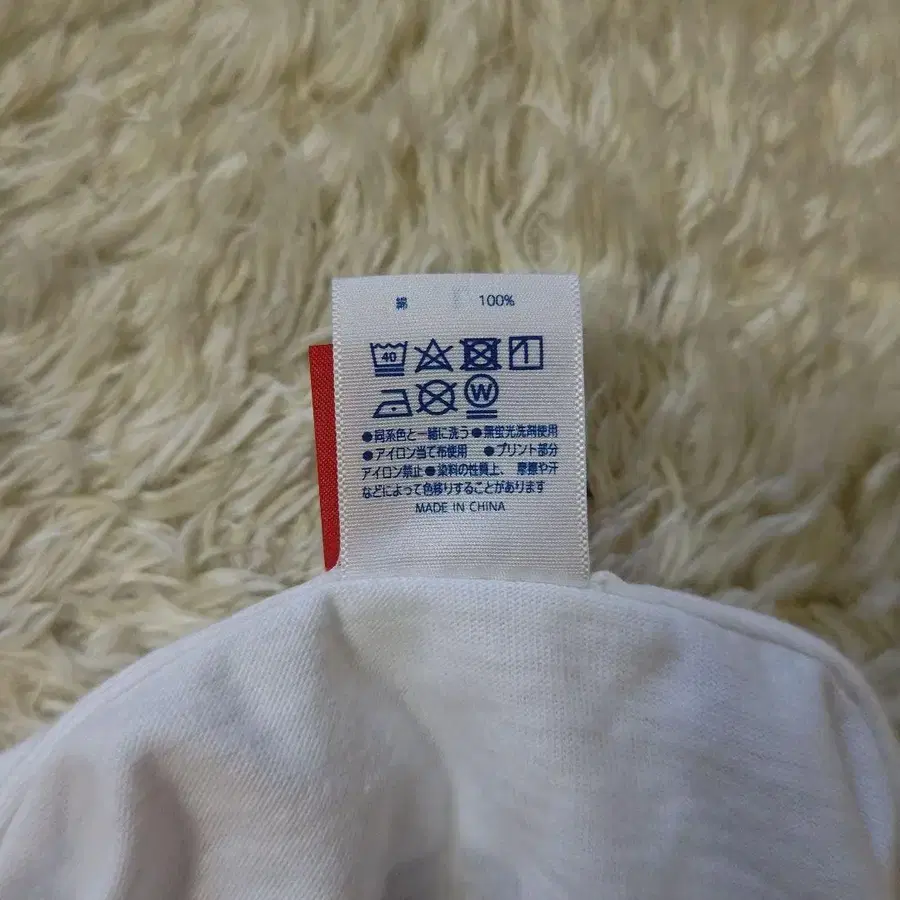 綿 100%
40
W
●同系色と一緒に洗う●無蛍光洗剤使用
●アイロン当て布使用 ●プリント部分
アイロン禁止●染料の性質上、摩擦や汗
などによって色移りすることがあります
MADE IN CHINA